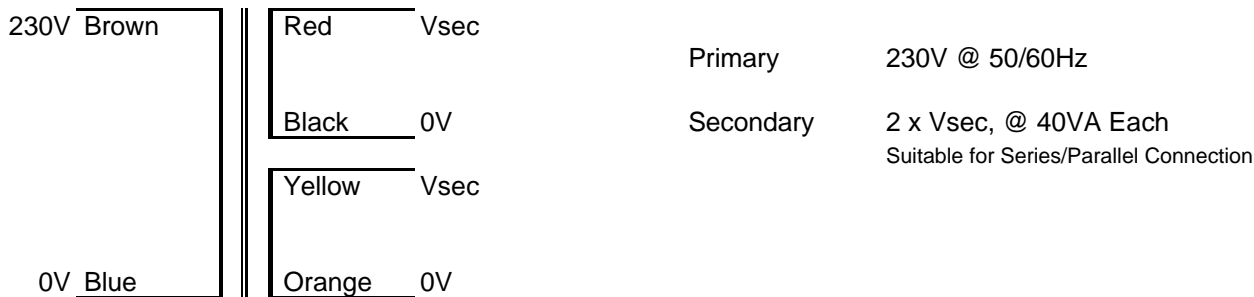 230V Brown Red Vsec
Primary 230V @ 50/60Hz
Black 0V Secondary 2 x Vsec, @ 40VA Each
Suitable for Series/Parallel Connection
Yellow Vsec
0V Blue Orange 0V